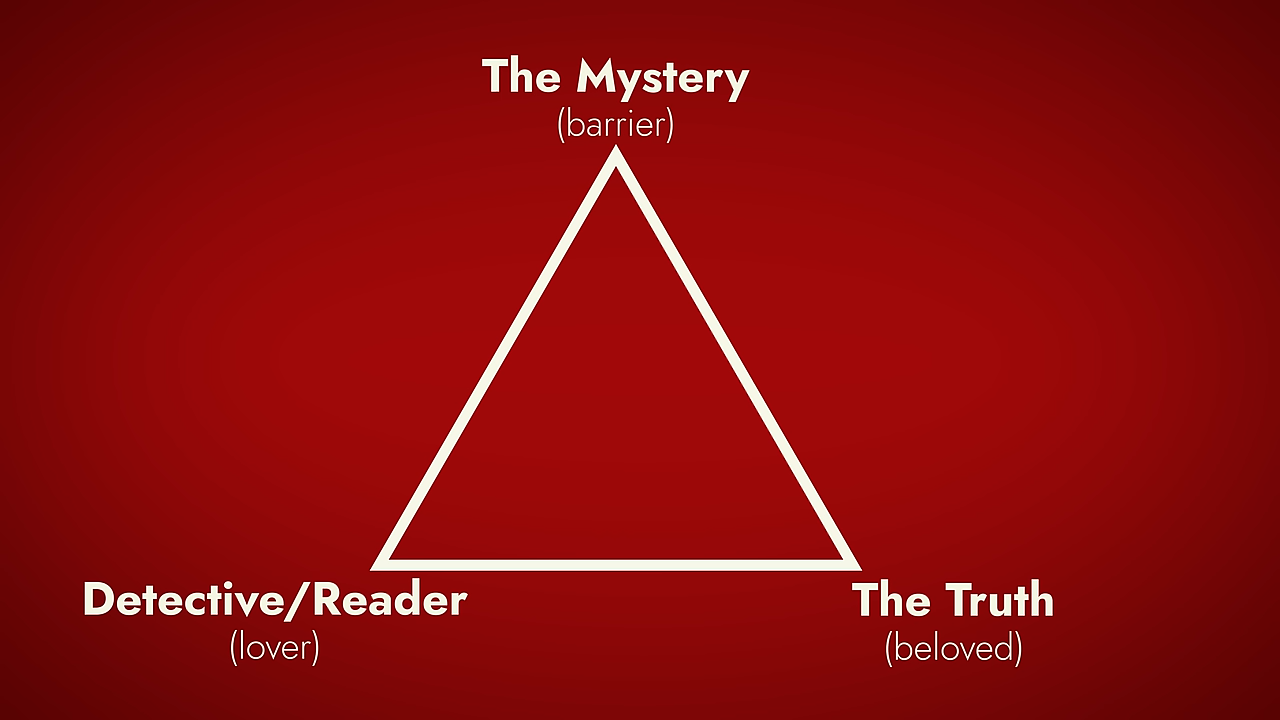 The Mystery
(barrier)
Detective/Reader
(lover)
The Truth
(beloved)